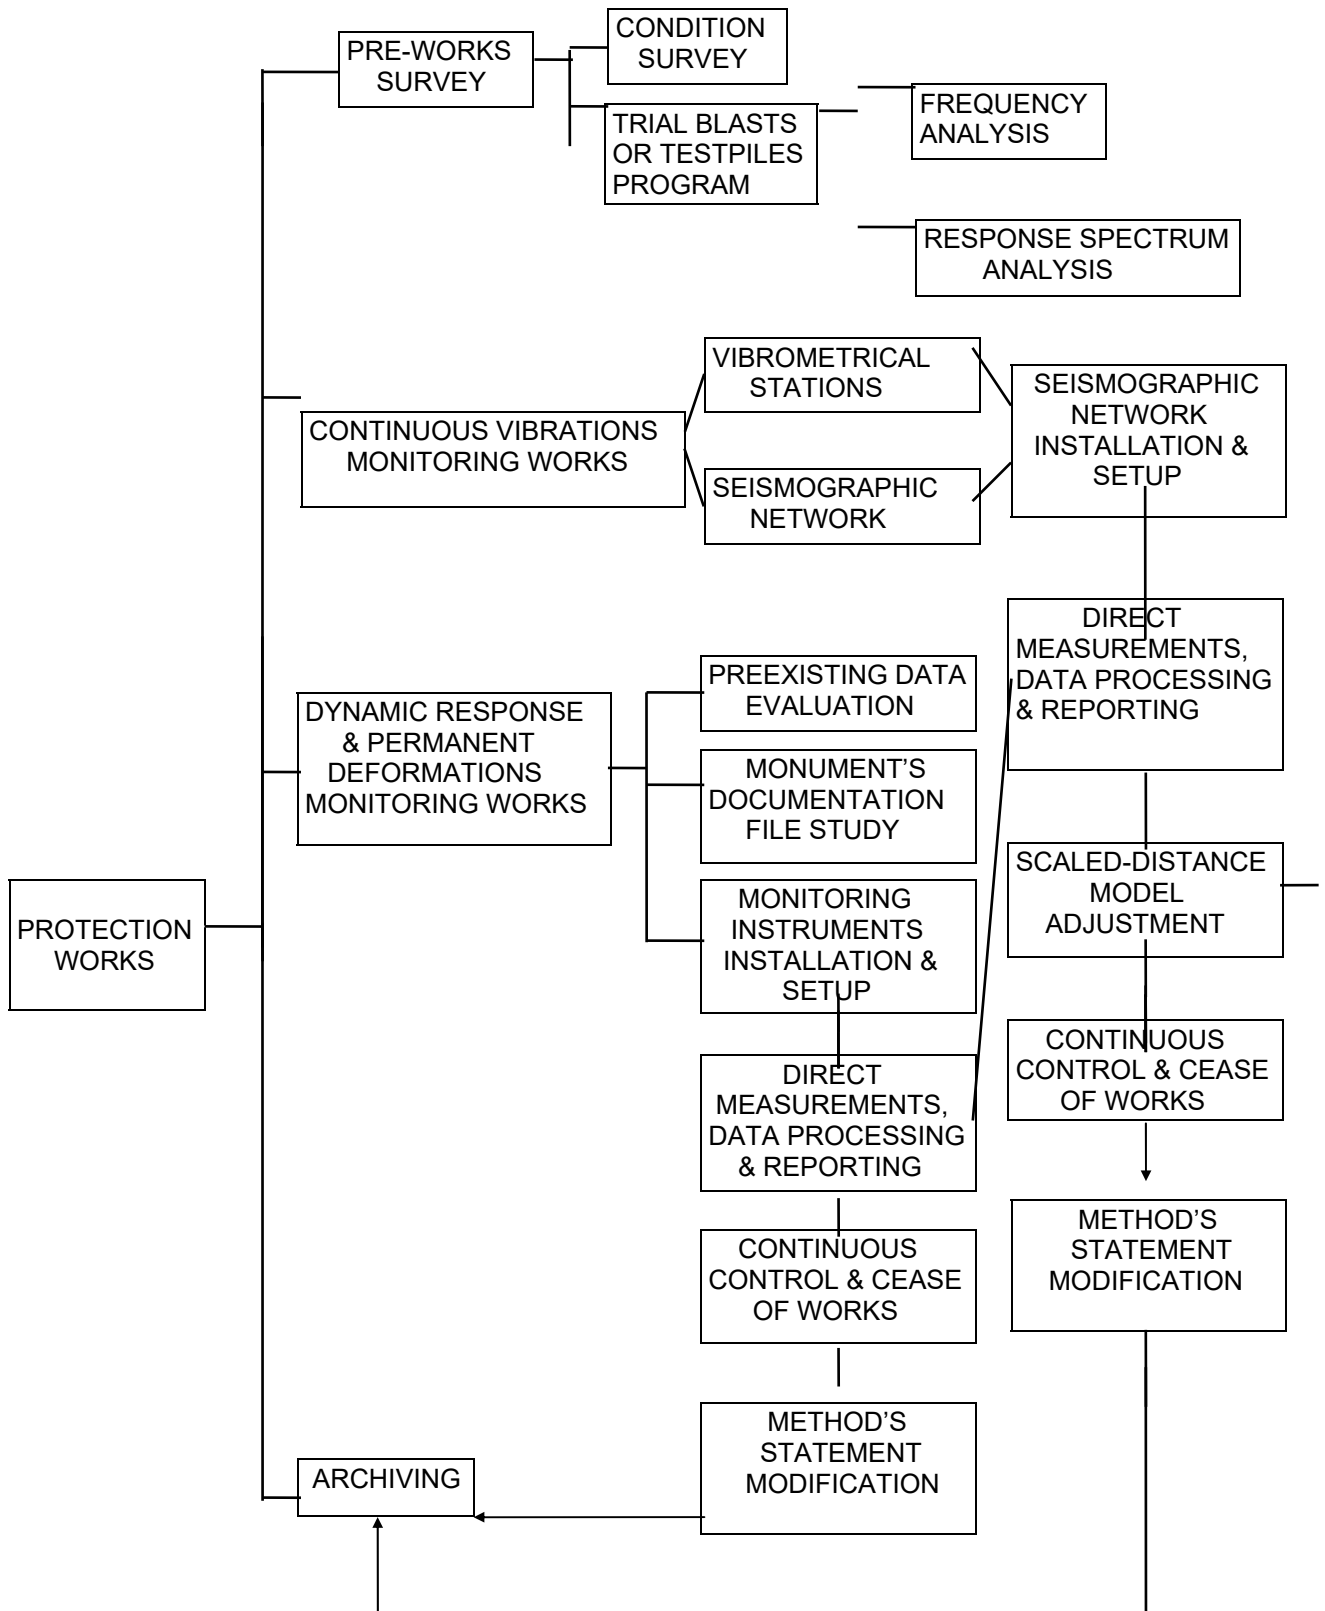 PRE-WORKS
SURVEY
CONDITION
SURVEY
TRIAL BLASTS
OR TESTPILES
PROGRAM
FREQUENCY
ANALYSIS
RESPONSE SPECTRUM
ANALYSIS
CONTINUOUS VIBRATIONS
MONITORING WORKS
VIBROMETRICAL
STATIONS
SEISMOGRAPHIC
NETWORK
SEISMOGRAPHIC
NETWORK
INSTALLATION &
SETUP
DIRECT
MEASUREMENTS,
DATA PROCESSING
& REPORTING
SCALED-DISTANCE
MODEL
ADJUSTMENT
CONTINUOUS
CONTROL & CEASE
OF WORKS
METHOD'S
STATEMENT
MODIFICATION
PROTECTION
WORKS
DYNAMIC RESPONSE
& PERMANENT
DEFORMATIONS
MONITORING WORKS
PREEXISTING DATA
EVALUATION
MONUMENT'S
DOCUMENTATION
FILE STUDY
MONITORING
INSTRUMENTS
INSTALLATION &
SETUP
DIRECT
MEASUREMENTS,
DATA PROCESSING
& REPORTING
CONTINUOUS
CONTROL & CEASE
OF WORKS
METHOD'S
STATEMENT
MODIFICATION
ARCHIVING